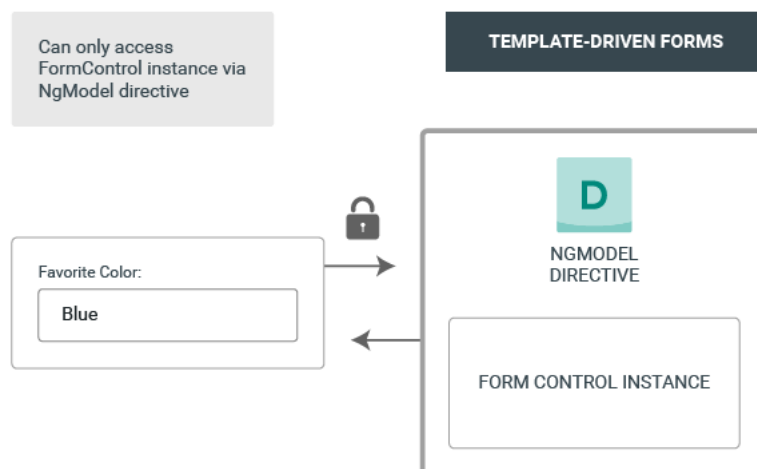 Can only access
FormControl instance via
NgModel directive
TEMPLATE-DRIVEN FORMS
D
NGMODEL
DIRECTIVE
Favorite Color:
Blue
FORM CONTROL INSTANCE